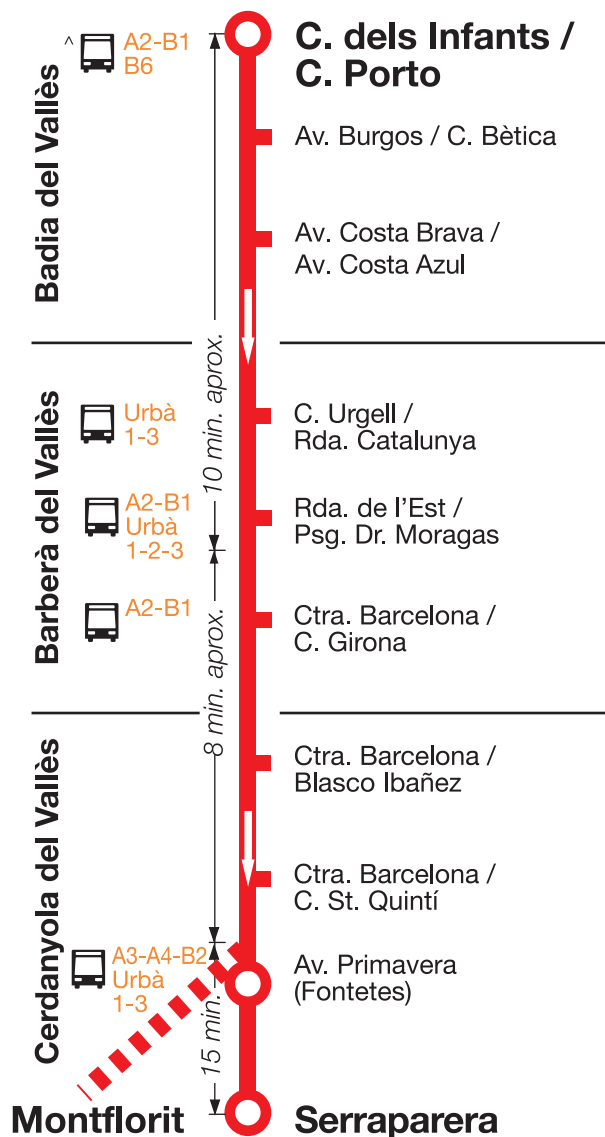 ^
A2-B1
B6
C. dels Infants /
C. Porto
Av. Burgos / C. Bètica
Av. Costa Brava /
Av. Costa Azul
Badia del Vallès
10 min. aprox.
Urbà
1-3
C. Urgell /
Rda. Catalunya
A2-B1
Urbà
1-2-3
Rda. de l'Est /
Psg. Dr. Moragas
A2-B1
Ctra. Barcelona /
C. Girona
Barberà del Vallès
8 min. aprox.
Ctra. Barcelona /
Blasco Ibañez
Ctra. Barcelona /
C. St. Quintí
A3-A4-B2
Urbà
1-3
Av. Primavera
(Fontetes)
Cerdanyola del Vallès
15 min.
Montflorit
Serraparera